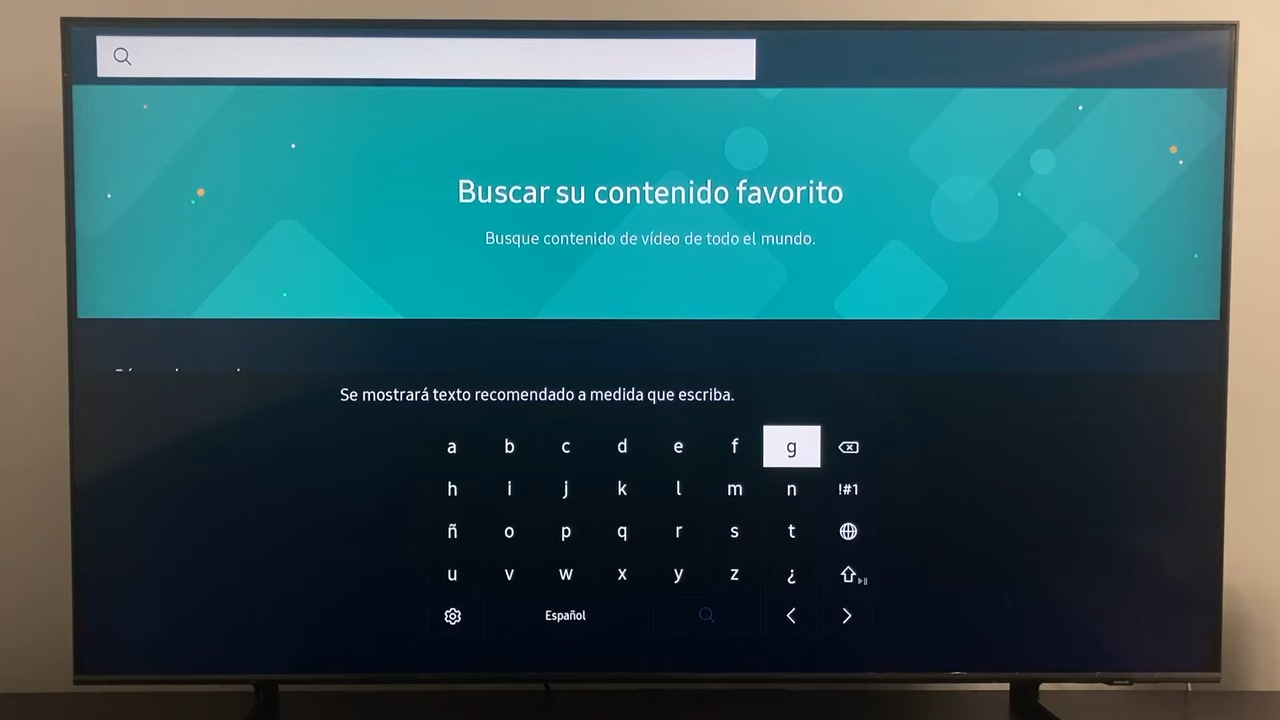 Buscar su contenido favorito
Busque contenido de vídeo de todo el mundo.
Se mostrará texto recomendado a medida que escriba.
a b c d e f g
h i j k l m n !#1
ñ o p q r s t
u v w x y z ¿
Español